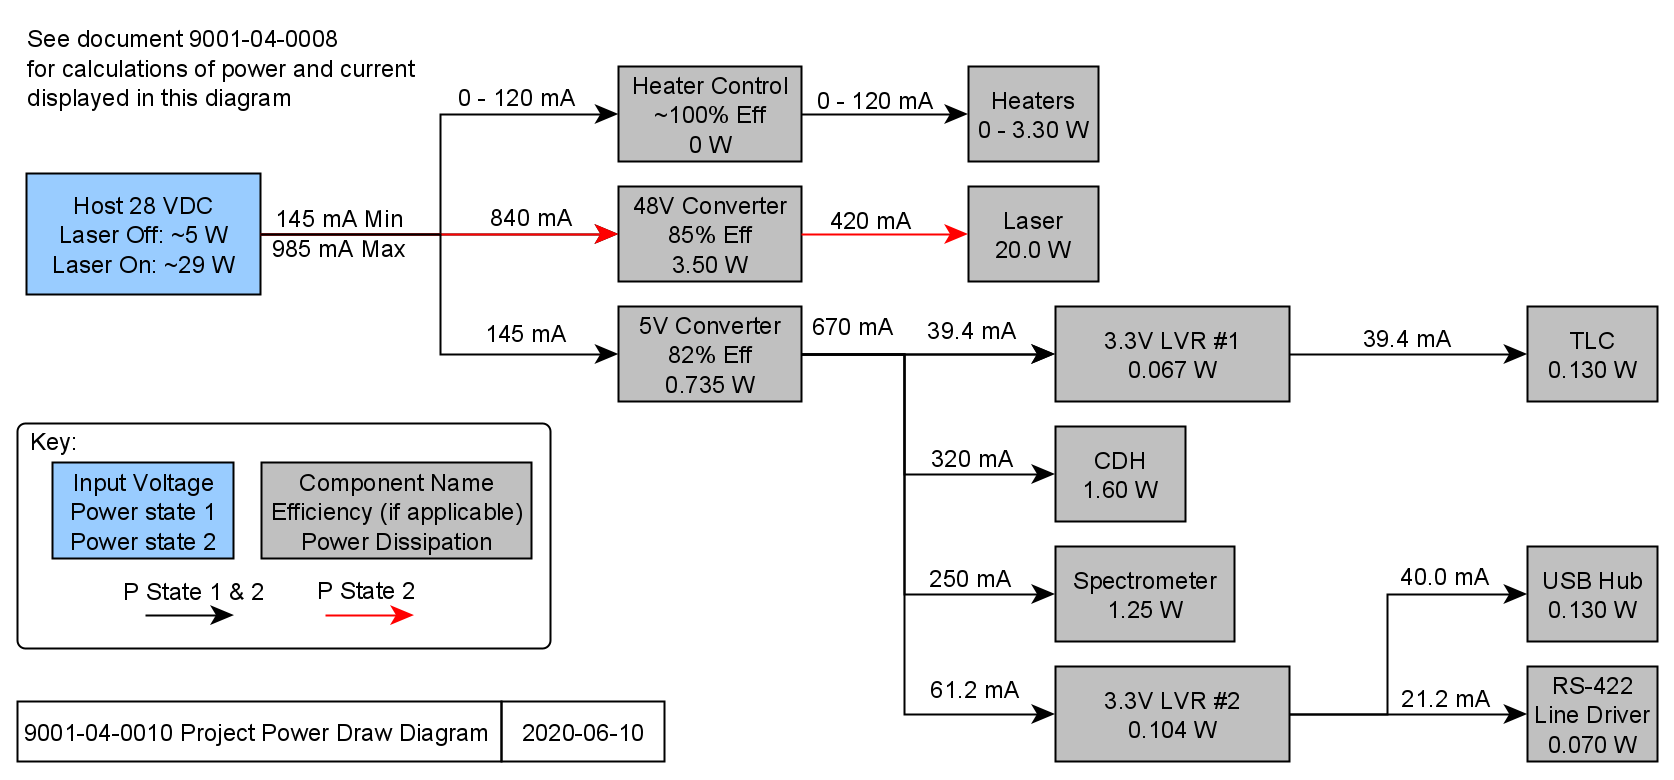 See document 9001-04-0008
for calculations of power and current
displayed in this diagram
Host 28 VDC
Laser Off: ~5 W
Laser On: ~29 W
145 mA Min
985 mA Max
0 - 120 mA
Heater Control
~100% Eff
0 W
0 - 120 mA
Heaters
0 - 3.30 W
840 mA
48V Converter
85% Eff
3.50 W
420 mA
Laser
20.0 W
145 mA
5V Converter
82% Eff
0.735 W
670 mA
39.4 mA
3.3V LVR #1
0.067 W
39.4 mA
TLC
0.130 W
320 mA
CDH
1.60 W
250 mA
Spectrometer
1.25 W
61.2 mA
3.3V LVR #2
0.104 W
40.0 mA
USB Hub
0.130 W
21.2 mA
RS-422
Line Driver
0.070 W
Key:
Input Voltage
Power state 1
Power state 2
Component Name
Efficiency (if applicable)
Power Dissipation
P State 1 & 2
P State 2
9001-04-0010 Project Power Draw Diagram
2020-06-10